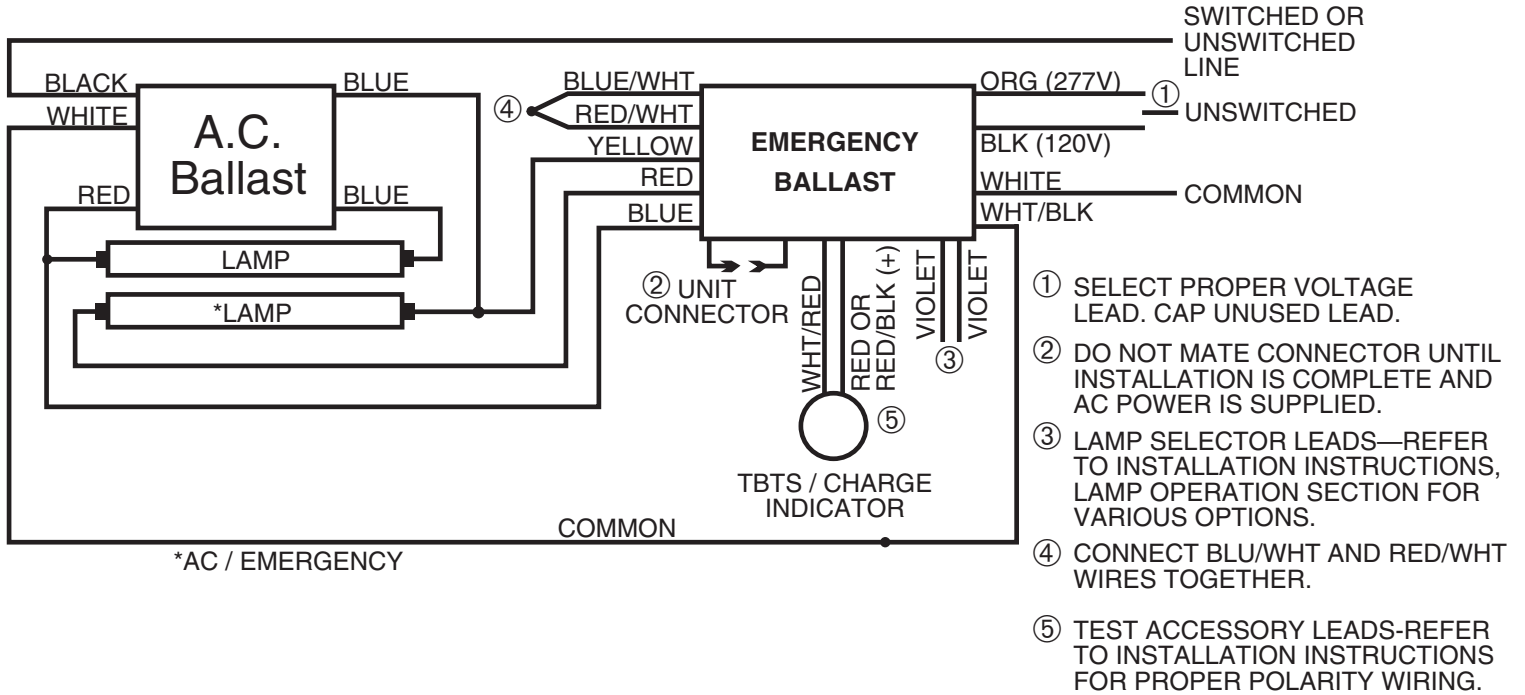 SWITCHED OR
UNSWITCHED
LINE
BLACK
BLUE
WHITE
A.C.
Ballast
RED
BLUE
LAMP
*LAMP
④
BLUE/WHT
RED/WHT
YELLOW
RED
BLUE
EMERGENCY
BALLAST
ORG (277V)
①
UNSWITCHED
BLK (120V)
WHITE
COMMON
WHT/BLK
② UNIT
CONNECTOR
WHT/RED
RED OR
RED/BLK (+)
VIOLET
VIOLET
③
⑤
TBTS / CHARGE
INDICATOR
COMMON
*AC / EMERGENCY
① SELECT PROPER VOLTAGE
LEAD. CAP UNUSED LEAD.
② DO NOT MATE CONNECTOR UNTIL
INSTALLATION IS COMPLETE AND
AC POWER IS SUPPLIED.
③ LAMP SELECTOR LEADS—REFER
TO INSTALLATION INSTRUCTIONS,
LAMP OPERATION SECTION FOR
VARIOUS OPTIONS.
④ CONNECT BLU/WHT AND RED/WHT
WIRES TOGETHER.
⑤ TEST ACCESSORY LEADS-REFER
TO INSTALLATION INSTRUCTIONS
FOR PROPER POLARITY WIRING.